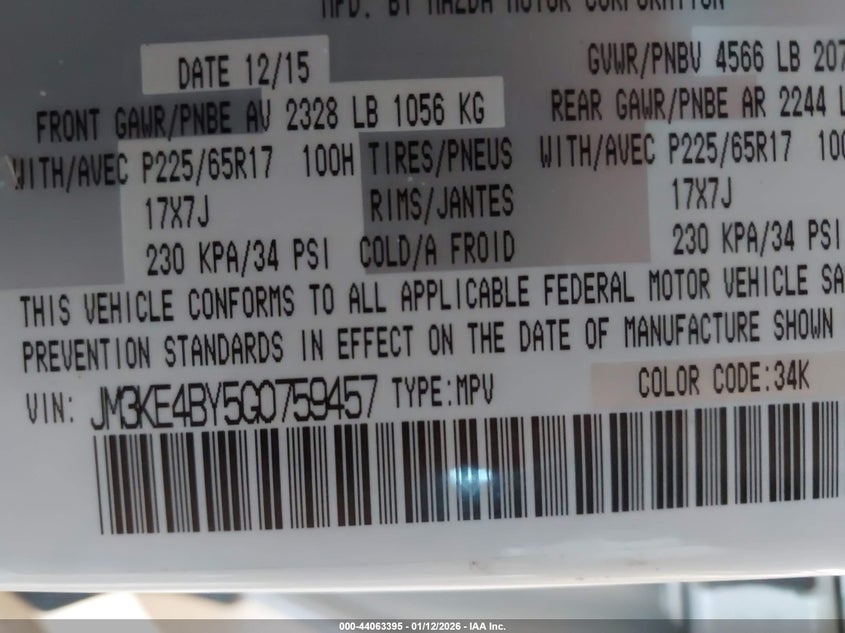 MFD. BY MAZDA MOTOR CORPORATION
DATE 12/15 GVWR/PNBV 4566 LB 207
FRONT GAWR/PNBE AV 2328 LB 1056 KG REAR GAWR/PNBE AR 2244 L
WITH/AVEC P225/65R17 100H TIRES/PNEUS WITH/AVEC P225/65R17 100
17X7J RIMS/JANTES 17X7J
230 KPA/34 PSI COLD/A FROID 230 KPA/34 PSI
THIS VEHICLE CONFORMS TO ALL APPLICABLE FEDERAL MOTOR VEHICLE SA
PREVENTION STANDARDS IN EFFECT ON THE DATE OF MANUFACTURE SHOWN
VIN: JM3KE4BY5G0759457 TYPE:MPV COLOR CODE:34K
000-44063395 - 01/12/2026 - IAA Inc.